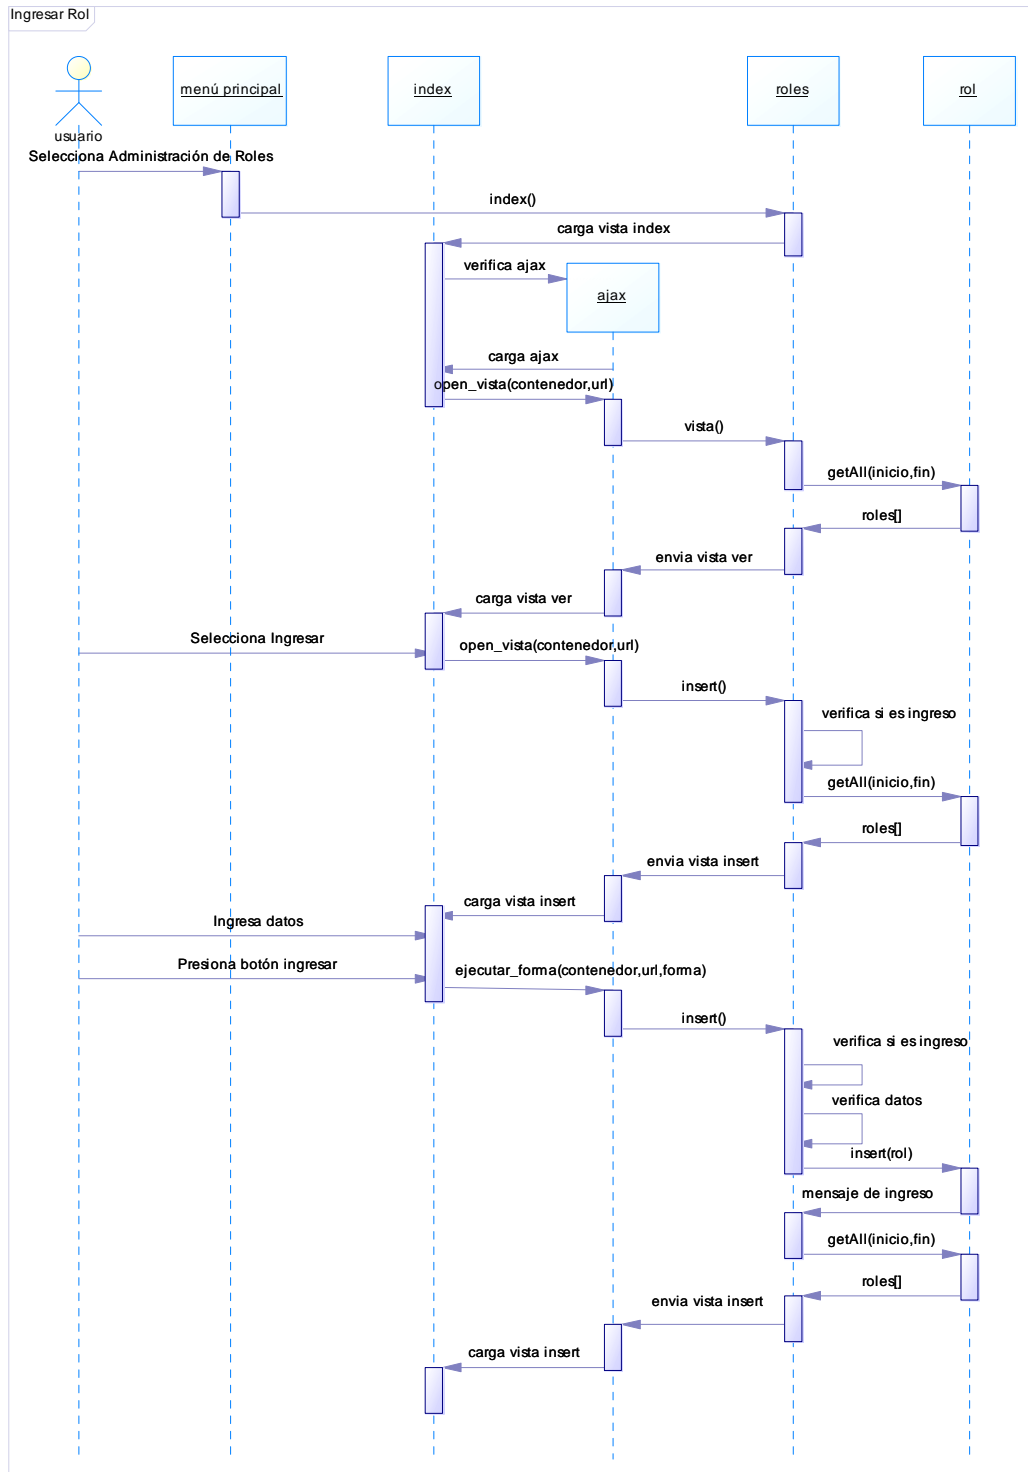 Ingresar Rol
usuario
menú principal
index
roles
rol
Selecciona Administración de Roles
index()
carga vista index
verifica ajax
ajax
carga ajax
open_vista(contenedor,url)
vista()
getAll(inicio,fin)
roles[]
envia vista ver
carga vista ver
Selecciona Ingresar
open_vista(contenedor,url)
insert()
verifica si es ingreso
getAll(inicio,fin)
roles[]
envia vista insert
carga vista insert
Ingresa datos
Presiona botón ingresar
ejecutar_forma(contenedor,url,forma)
insert()
verifica si es ingreso
verifica datos
insert(rol)
mensaje de ingreso
getAll(inicio,fin)
roles[]
envia vista insert
carga vista insert